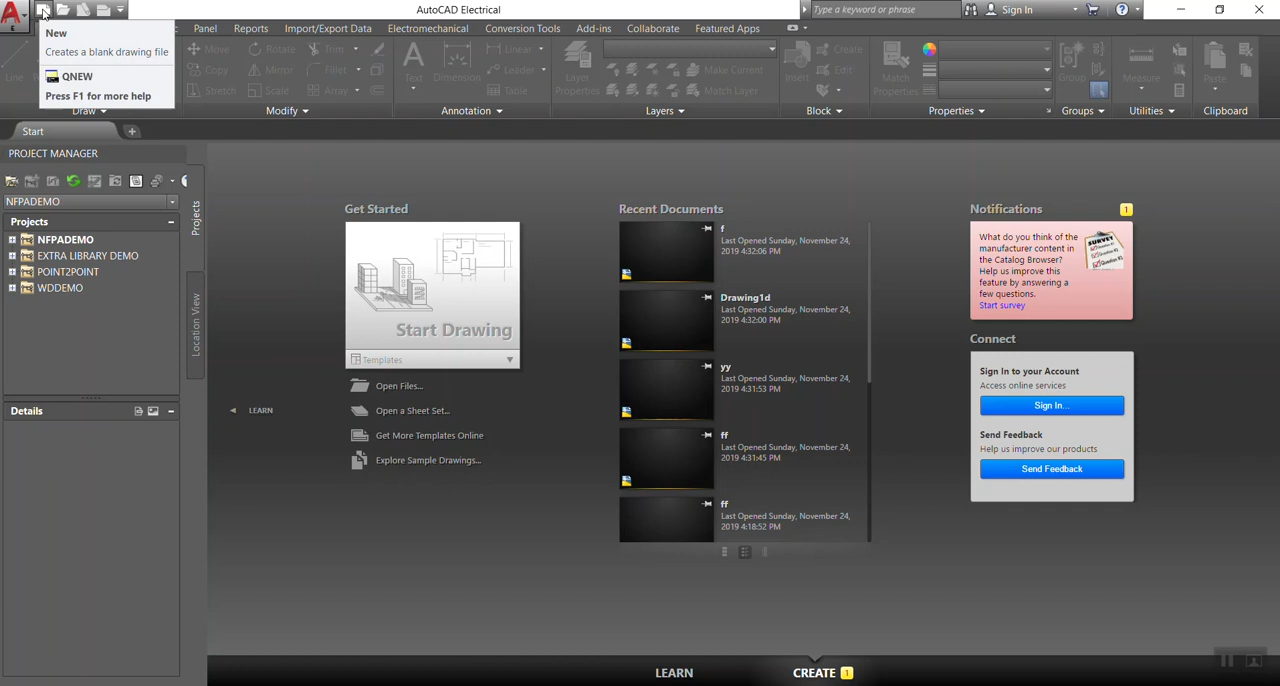 AutoCAD Electrical
Type a keyword or phrase
Sign In
New
Creates a blank drawing file
QNEW
Press F1 for more help
Panel
Reports
Import/Export Data
Electromechanical
Conversion Tools
Add-ins
Collaborate
Featured Apps
Line
Move
Rotate
Trim
Copy
Mirror
Fillet
Stretch
Scale
Array
Text
Dimension
Linear
Leader
Table
Layer
Properties
Make Current
Match Layer
Insert
Create
Edit
Match
Properties
Group
Measure
Paste
Draw
Modify
Annotation
Layers
Block
Properties
Groups
Utilities
Clipboard
Start
PROJECT MANAGER
NFPADEMO
Projects
NFPADEMO
EXTRA LIBRARY DEMO
POINT2POINT
WDDEMO
Details
Projects
Location View
LEARN
Get Started
Start Drawing
Templates
Open Files...
Open a Sheet Set...
Get More Templates Online
Explore Sample Drawings...
Recent Documents
f
Last Opened Sunday, November 24,
2019 4:32:06 PM
Drawing1d
Last Opened Sunday, November 24,
2019 4:32:00 PM
yy
Last Opened Sunday, November 24,
2019 4:31:53 PM
ff
Last Opened Sunday, November 24,
2019 4:31:45 PM
ff
Last Opened Sunday, November 24,
2019 4:18:52 PM
Notifications
1
What do you think of the
manufacturer content in
the Catalog Browser?
Help us improve this
feature by answering a
few questions.
Start survey
SURVEY
Connect
Sign In to your Account
Access online services
Sign In...
Send Feedback
Help us improve our products
Send Feedback
LEARN
CREATE 1